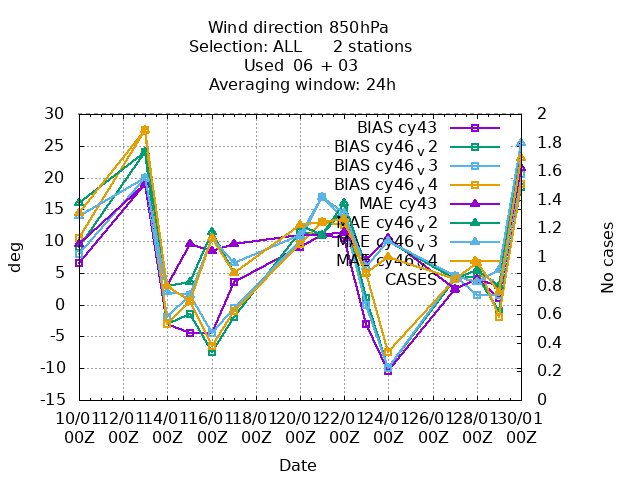 Wind direction 850hPa
Selection: ALL 2 stations
Used 06 + 03
Averaging window: 24h
30
25
20
15
10
5
0
-5
-10
-15
deg
2
1.8
1.6
1.4
1.2
1
0.8
0.6
0.4
0.2
0
No cases
BIAS cy43
BIAS cy46_v2
BIAS cy46_v3
BIAS cy46_v4
MAE cy43
MAE cy46_v2
MAE cy46_v3
MAE cy46_v4
CASES
10/01 12/01 14/01 16/01 18/01 20/01 22/01 24/01 26/01 28/01 30/01
00Z 00Z 00Z 00Z 00Z 00Z 00Z 00Z 00Z 00Z 00Z
Date